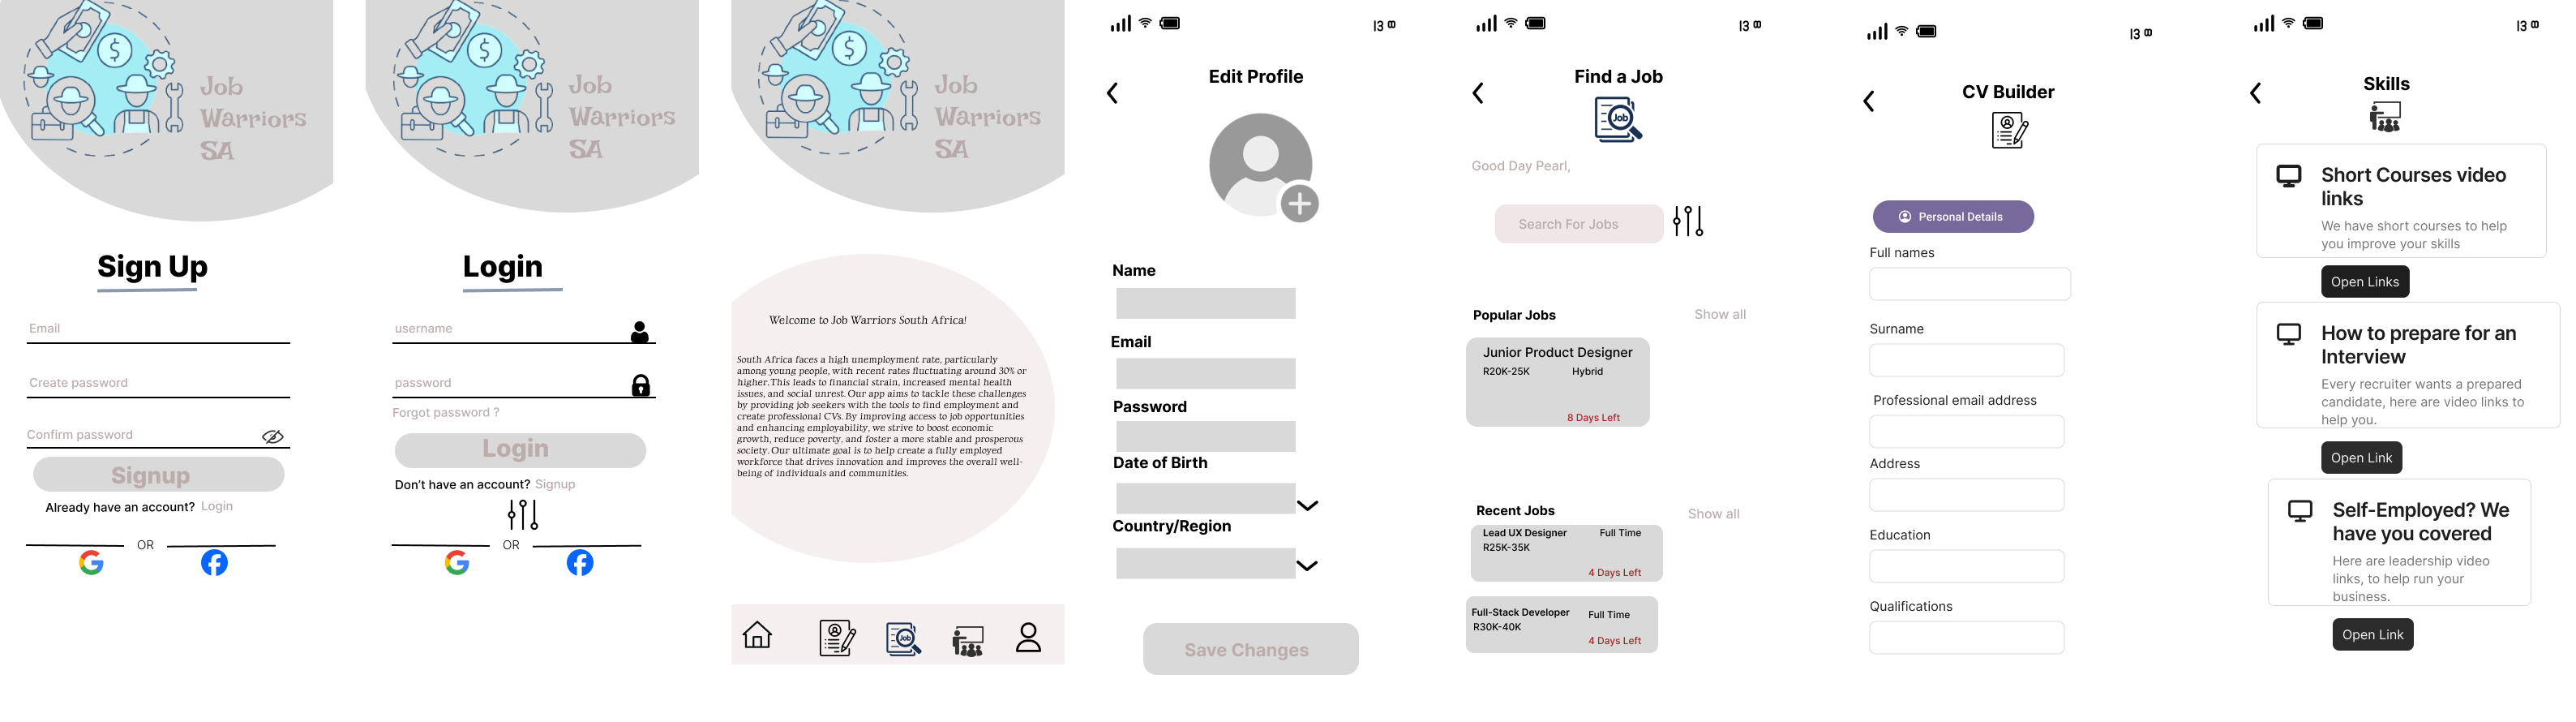 Job
Warriors
SA
Sign Up
Email
Create password
Confirm password
Signup
Already have an account? Login
OR
Job
Warriors
SA
Login
username
password
Forgot password ?
Login
Don't have an account? Signup
OR
Job
Warriors
SA
Welcome to Job Warriors South Africa!
South Africa faces a high unemployment rate, particularly
among young people, with recent rates fluctuating around 30% or
higher.This leads to financial strain, increased mental health
issues, and social unrest. Our app aims to tackle these challenges
by providing job seekers with the tools to find employment and
create professional CVs. By improving access to job opportunities
and enhancing employability, we strive to boost economic
growth, reduce poverty, and foster a more stable and prosperous
society. Our ultimate goal is to help create a fully employed
workforce that drives innovation and improves the overall well-
being of individuals and communities.
Job
13 00
Edit Profile
Name
Email
Password
Date of Birth
Country/Region
Save Changes
13 00
Find a Job
Job
Good Day Pearl,
Search For Jobs
Popular Jobs Show all
Junior Product Designer
R20K-25K Hybrid
8 Days Left
Recent Jobs Show all
Lead UX Designer Full Time
R25K-35K
4 Days Left
Full-Stack Developer Full Time
R30K-40K
4 Days Left
13 00
CV Builder
Personal Details
Full names
Surname
Professional email address
Address
Education
Qualifications
13 00
Skills
Short Courses video
links
We have short courses to help
you improve your skills
Open Links
How to prepare for an
Interview
Every recruiter wants a prepared
candidate, here are video links to
help you.
Open Link
Self-Employed? We
have you covered
Here are leadership video
links, to help run your
business.
Open Link